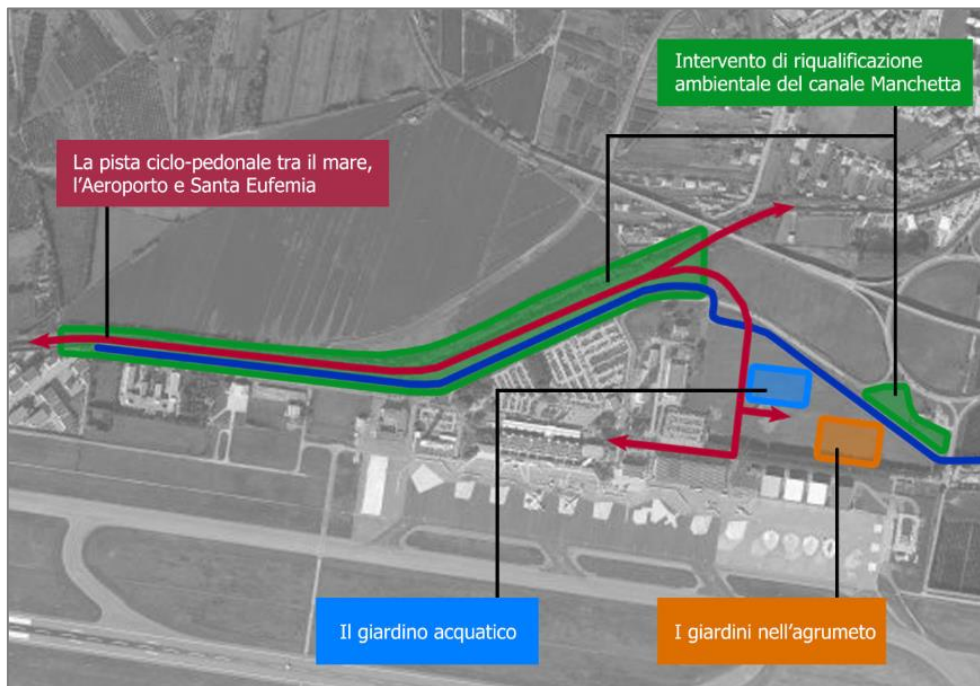 Intervento di riqualificazione
ambientale del canale Manchetta
La pista ciclo-pedonale tra il mare,
l'Aeroporto e Santa Eufemia
Il giardino acquatico
I giardini nell'agrumeto